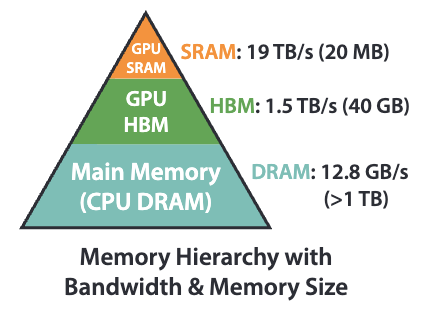 GPU
SRAM
SRAM: 19 TB/s (20 MB)
GPU
HBM
HBM: 1.5 TB/s (40 GB)
Main Memory
(CPU DRAM)
DRAM: 12.8 GB/s
(>1 TB)
Memory Hierarchy with
Bandwidth & Memory Size